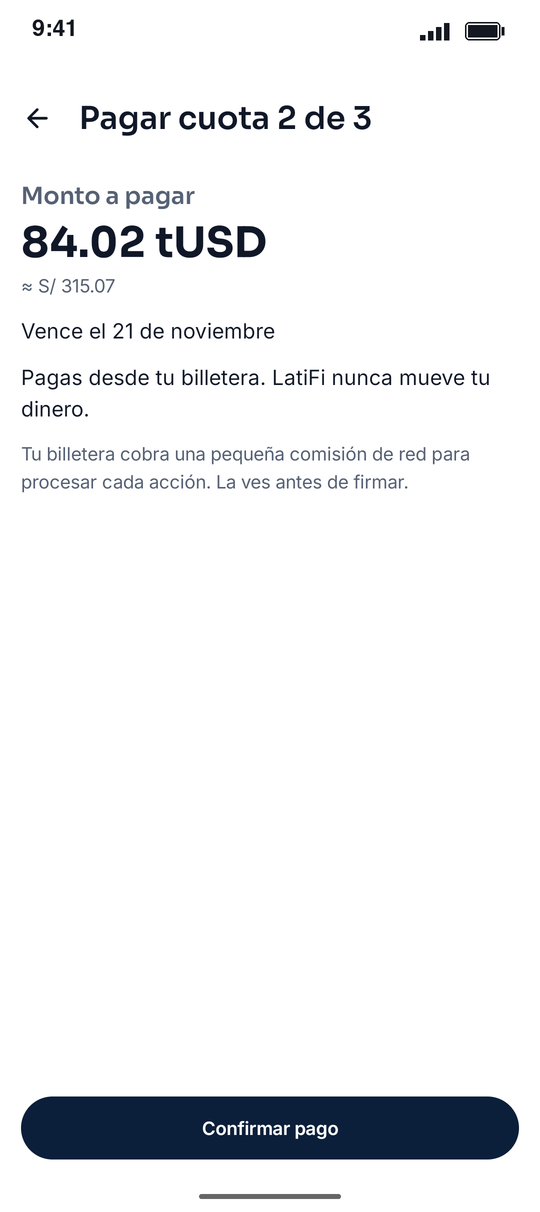 9:41
Pagar cuota 2 de 3
Monto a pagar
84.02 tUSD
≈ S/ 315.07
Vence el 21 de noviembre
Pagas desde tu billetera. LatiFi nunca mueve tu
dinero.
Tu billetera cobra una pequeña comisión de red para
procesar cada acción. La ves antes de firmar.
Confirmar pago